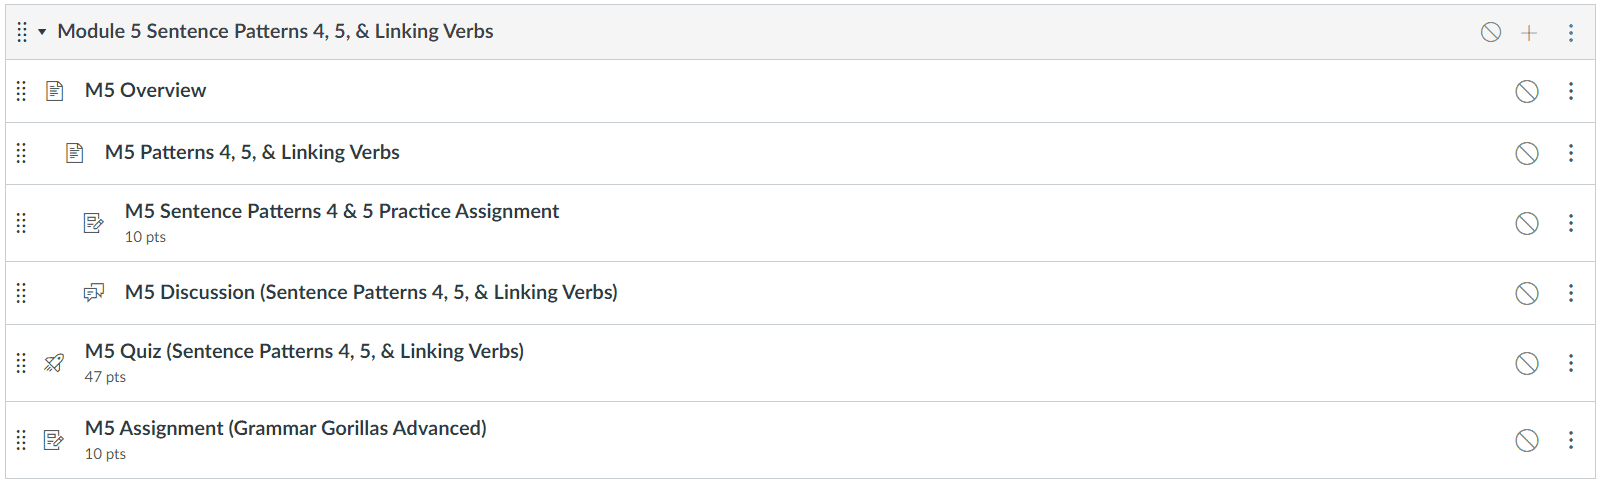 Module 5 Sentence Patterns 4, 5, & Linking Verbs
M5 Overview
M5 Patterns 4, 5, & Linking Verbs
M5 Sentence Patterns 4 & 5 Practice Assignment
10 pts
M5 Discussion (Sentence Patterns 4, 5, & Linking Verbs)
M5 Quiz (Sentence Patterns 4, 5, & Linking Verbs)
47 pts
M5 Assignment (Grammar Gorillas Advanced)
10 pts